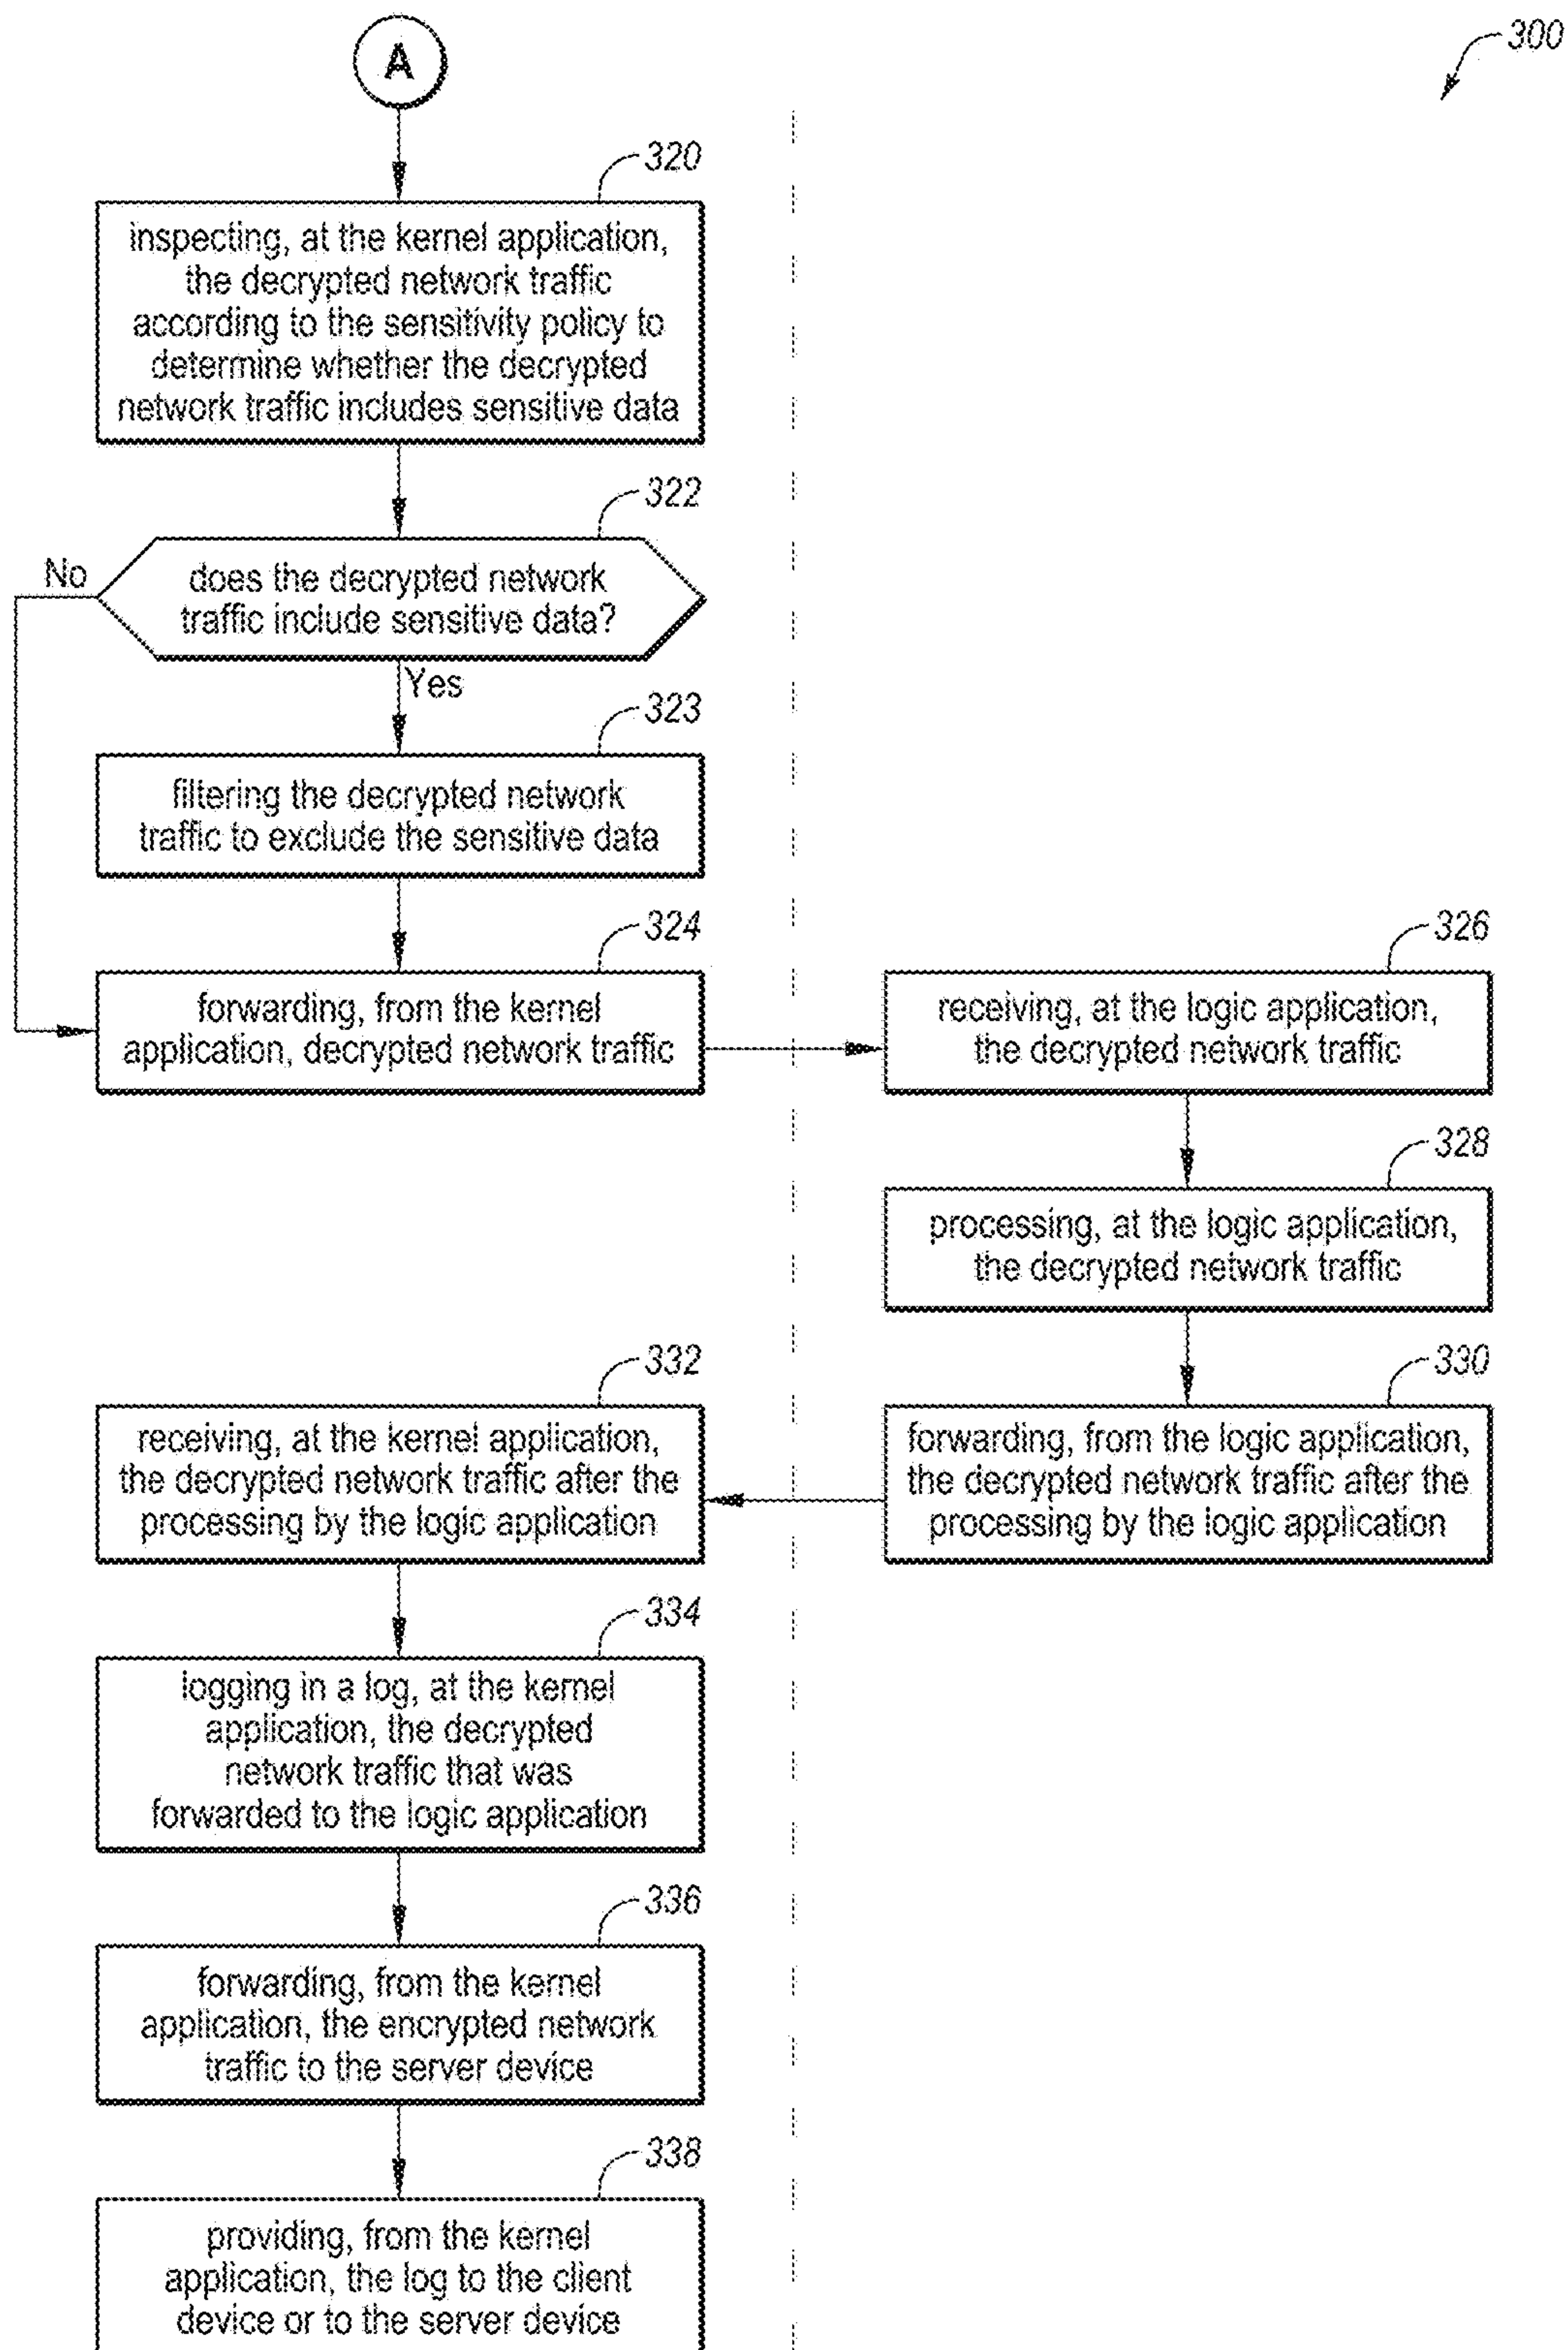 A
300
320
inspecting, at the kernel application,
the decrypted network traffic
according to the sensitivity policy to
determine whether the decrypted
network traffic includes sensitive data
322
No
does the decrypted network
traffic include sensitive data?
Yes
323
filtering the decrypted network
traffic to exclude the sensitive data
324
forwarding, from the kernel
application, decrypted network traffic
326
receiving, at the logic application,
the decrypted network traffic
328
processing, at the logic application,
the decrypted network traffic
330
forwarding, from the logic application,
the decrypted network traffic after the
processing by the logic application
332
receiving, at the kernel application,
the decrypted network traffic after the
processing by the logic application
334
logging in a log, at the kernel
application, the decrypted
network traffic that was
forwarded to the logic application
336
forwarding, from the kernel
application, the encrypted network
traffic to the server device
338
providing, from the kernel
application, the log to the client
device or to the server device